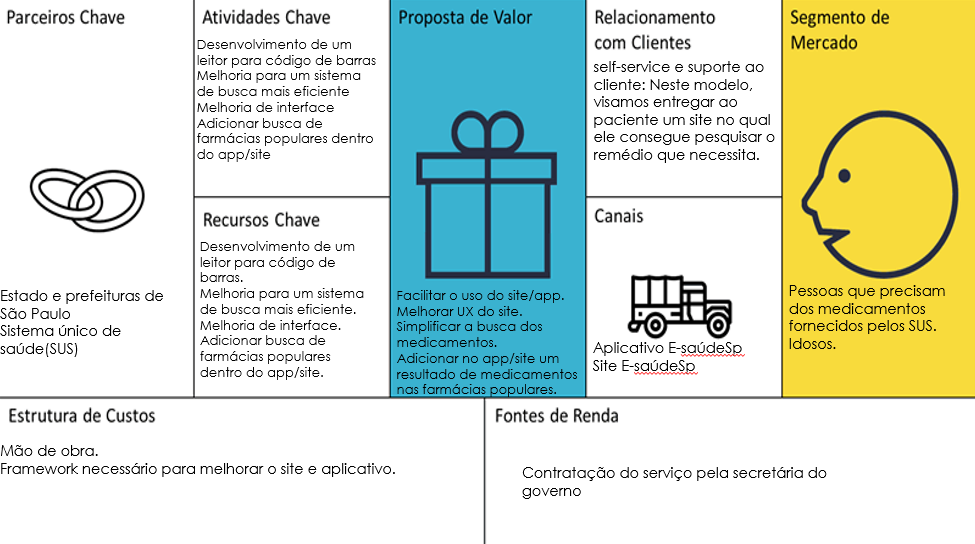 Parceiros Chave
Estado e prefeituras de
São Paulo
Sistema único de
saúde(SUS)
Atividades Chave
Desenvolvimento de um
leitor para código de barras
Melhoria para um sistema
de busca mais eficiente
Melhoria de interface
Adicionar busca de
farmácias populares dentro
do app/site
Recursos Chave
Desenvolvimento de um
leitor para código de
barras.
Melhoria para um sistema
de busca mais eficiente.
Melhoria de interface.
Adicionar busca de
farmácias populares
dentro do app/site.
Proposta de Valor
Facilitar o uso do site/app.
Melhorar UX do site.
Simplificar a busca dos
medicamentos.
Adicionar no app/site um
resultado de medicamentos
nas farmácias populares.
Relacionamento
com Clientes
self-service e suporte ao
cliente: Neste modelo,
visamos entregar ao
paciente um site no qual
ele consegue pesquisar o
remédio que necessita.
Canais
Aplicativo E-saúdeSp
Site E-saúdeSp
Segmento de
Mercado
Pessoas que precisam
dos medicamentos
fornecidos pelos SUS.
Idosos.
Estrutura de Custos
Mão de obra.
Framework necessário para melhorar o site e aplicativo.
Fontes de Renda
Contratação do serviço pela secretária do
governo